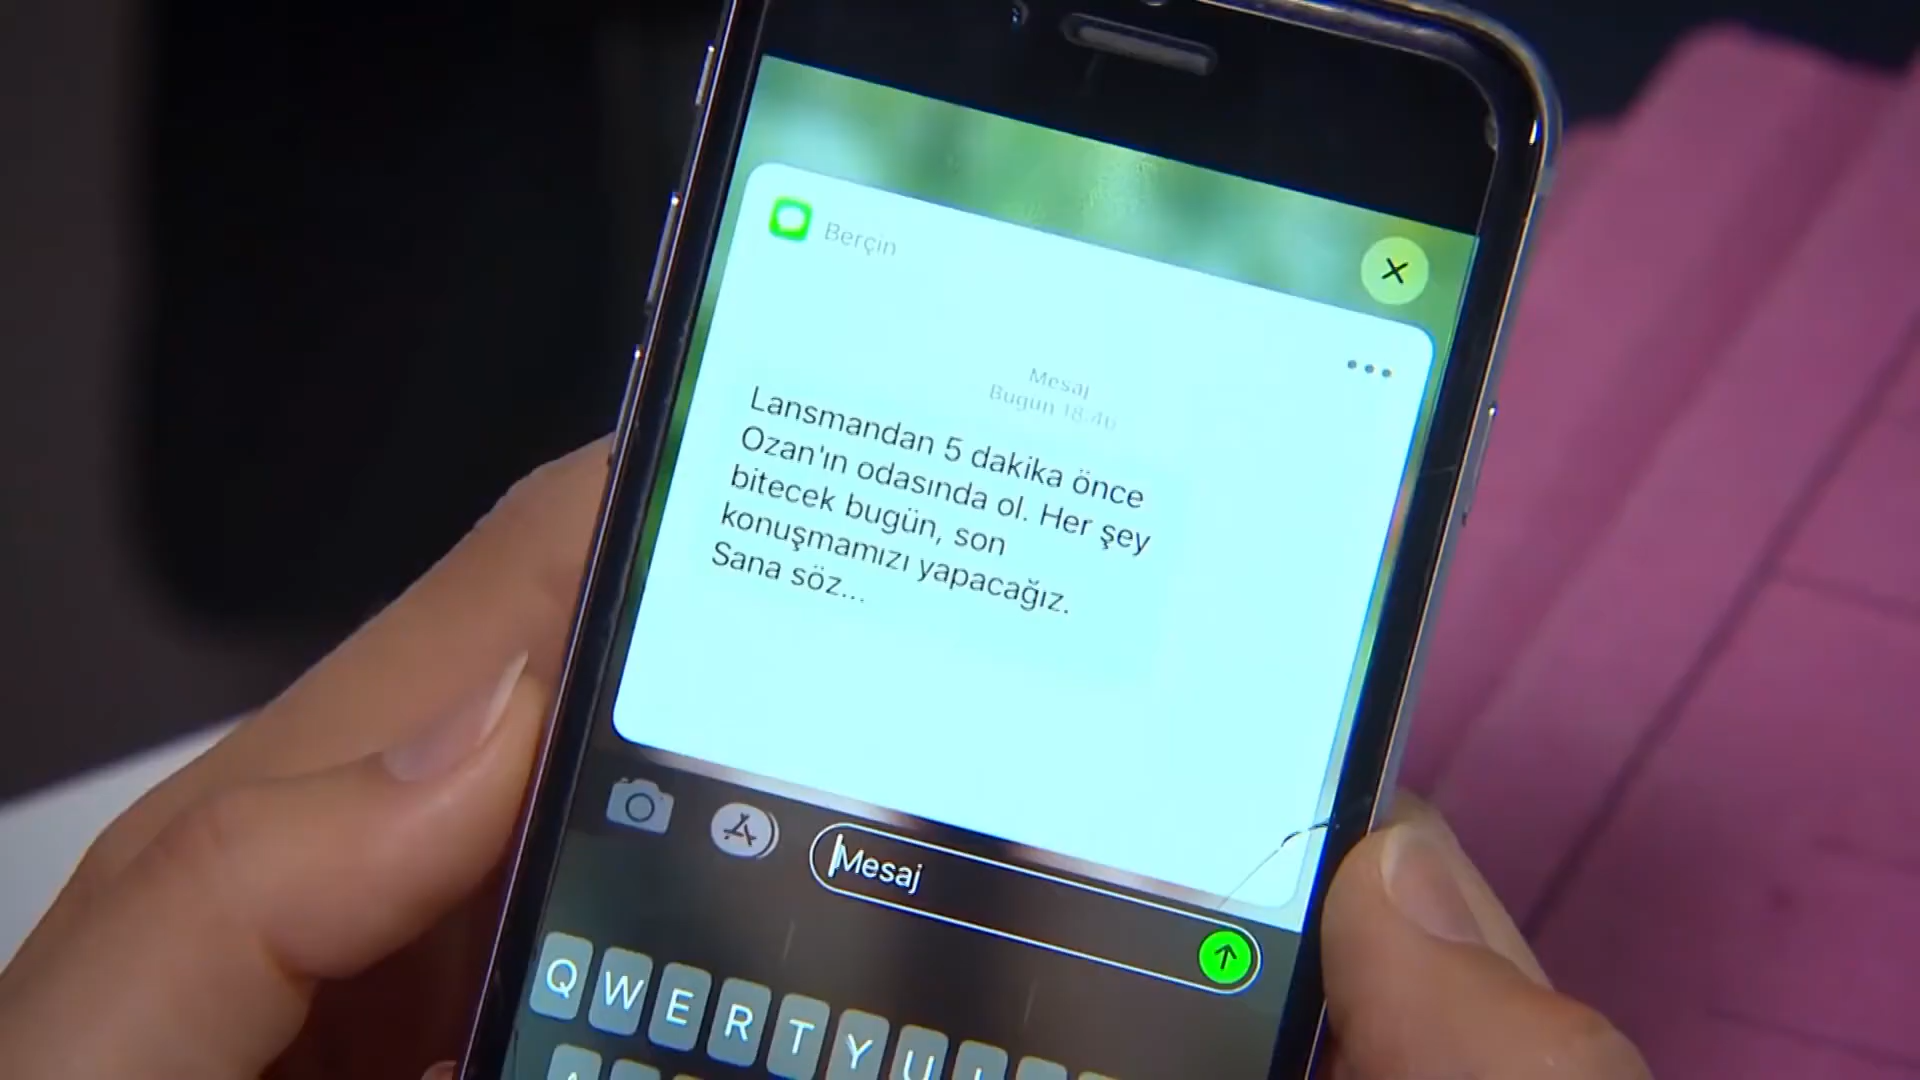 Berçin
Mesaj
Bugün 18:46
Lansmandan 5 dakika önce
Ozan'ın odasında ol. Her şey
bitecek bugün, son
konuşmamızı yapacağız.
Sana söz...
Mesaj
Q W E R T Y U